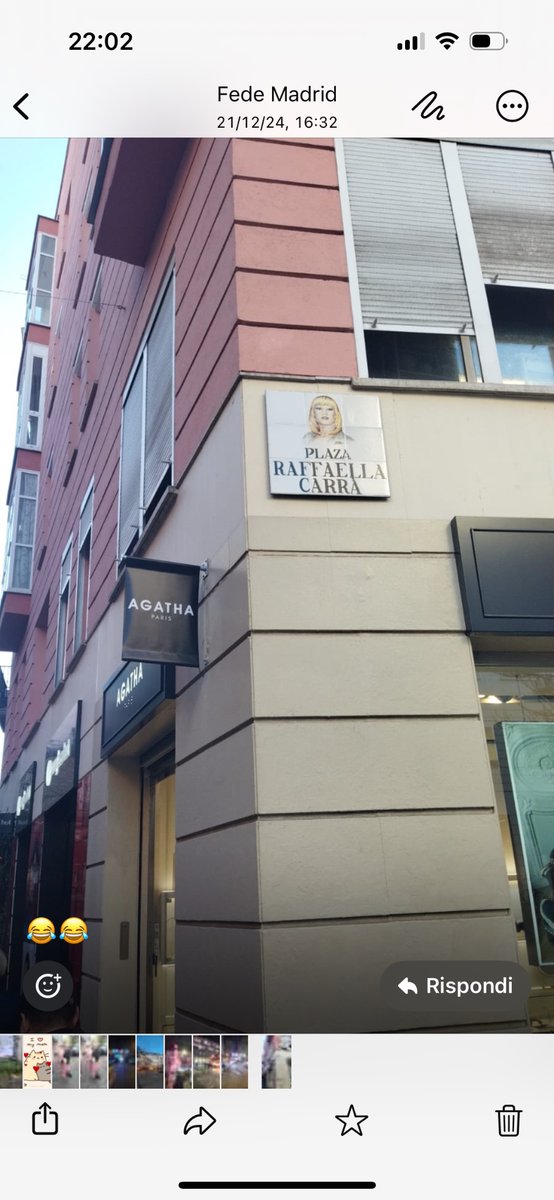 22:02
Fede Madrid
21/12/24, 16:32
PLAZA
RAFFAELLA
CARRÀ
AGATHA
PARIS
AGATHA
Rispondi